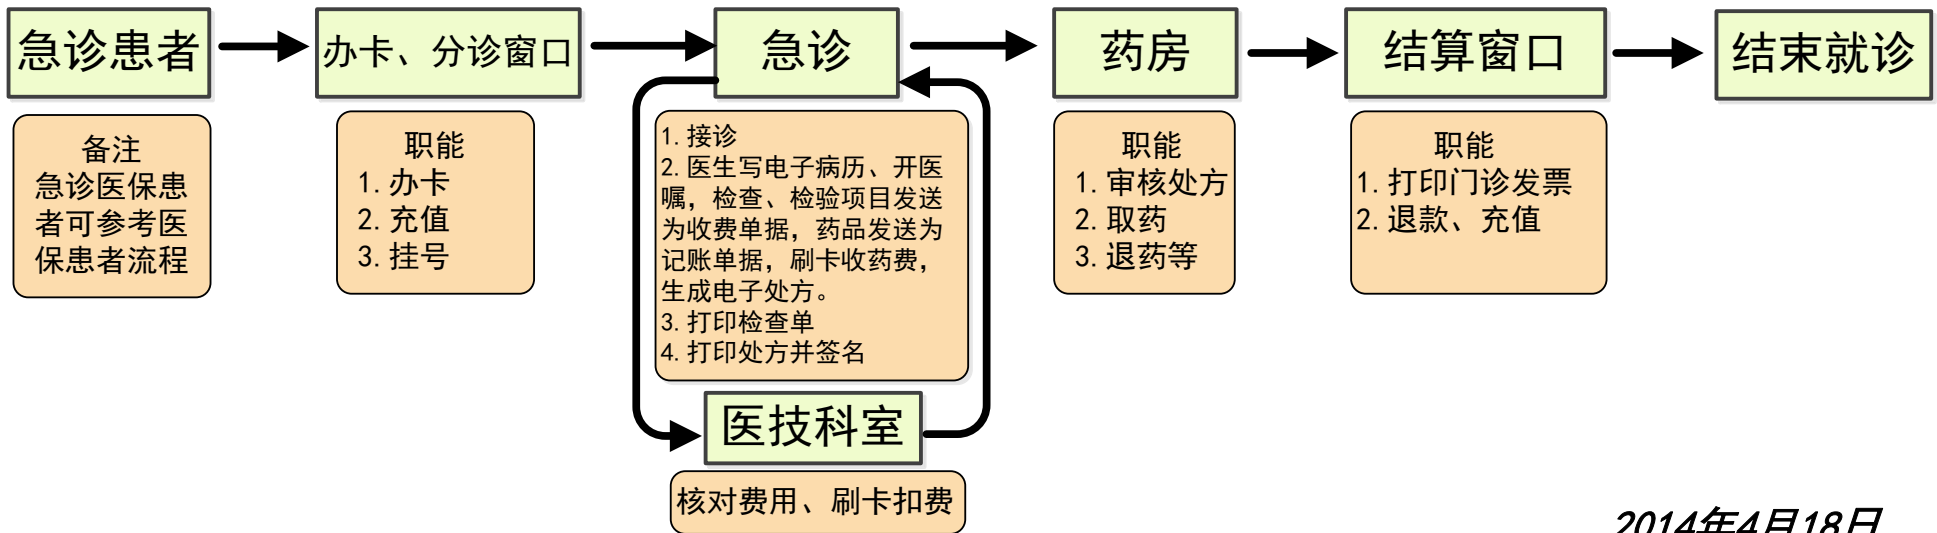 急诊患者
办卡、分诊窗口
急诊
药房
结算窗口
结束就诊
备注
急诊医保患
者可参考医
保患者流程
职能
1.办卡
2.充值
3.挂号
1.接诊
2.医生写电子病历、开医
嘱，检查、检验项目发送
为收费单据，药品发送为
记账单据，刷卡收药费，
生成电子处方。
3.打印检查单
4.打印处方并签名
职能
1.审核处方
2.取药
3.退药等
职能
1.打印门诊发票
2.退款、充值
医技科室
核对费用、刷卡扣费
2014年4月18日